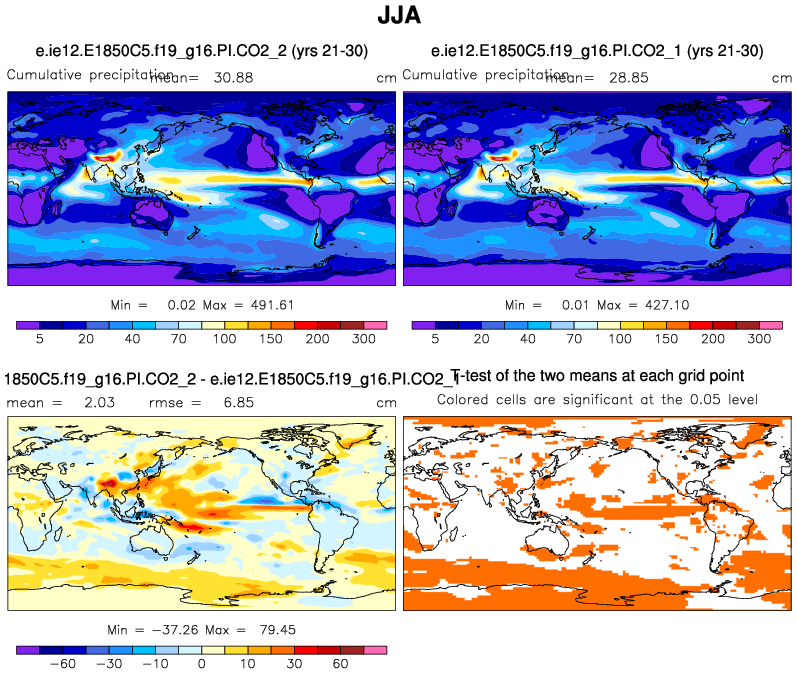 JJA
e.ie12.E1850C5.f19_g16.PI.CO2_2 (yrs 21-30)
e.ie12.E1850C5.f19_g16.PI.CO2_1 (yrs 21-30)
Cumulative precipitation mean= 30.88 cm
Cumulative precipitation mean= 28.85 cm
Min = 0.02 Max = 491.61
Min = 0.01 Max = 427.10
5 20 40 70 100 150 200 300
5 20 40 70 100 150 200 300
1850C5.f19_g16.PI.CO2_2 - e.ie12.E1850C5.f19_g16.PI.CO2_1
T-test of the two means at each grid point
mean = 2.03 rmse = 6.85 cm
Colored cells are significant at the 0.05 level
Min = -37.26 Max = 79.45
-60 -30 -10 0 10 30 60